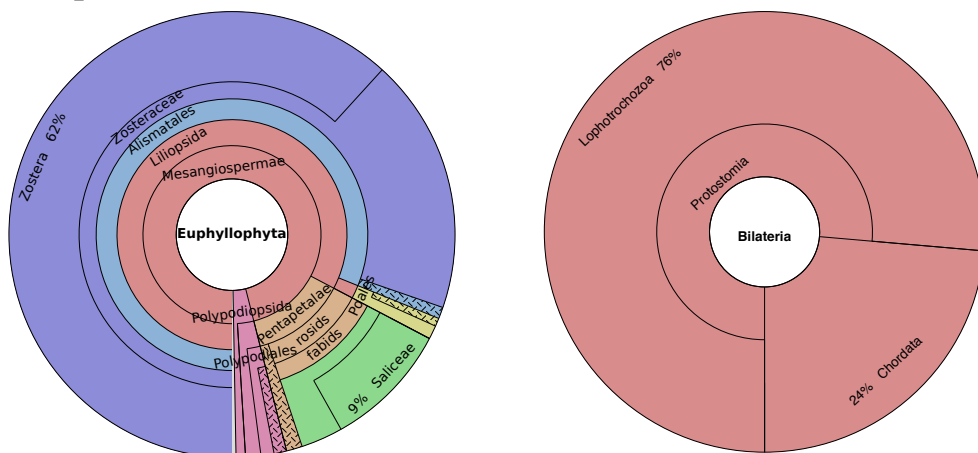 Zostera 62%
Zosteraceae
Alismatales
Liliopsida
Mesangiospermae
Euphyllophyta
Polypodiopsida
Polypodiales
Pentapetalae
rosids
fabids
Poales
9% Saliceae
Lophotrochozoa 76%
Protostomia
Bilateria
24% Chordata